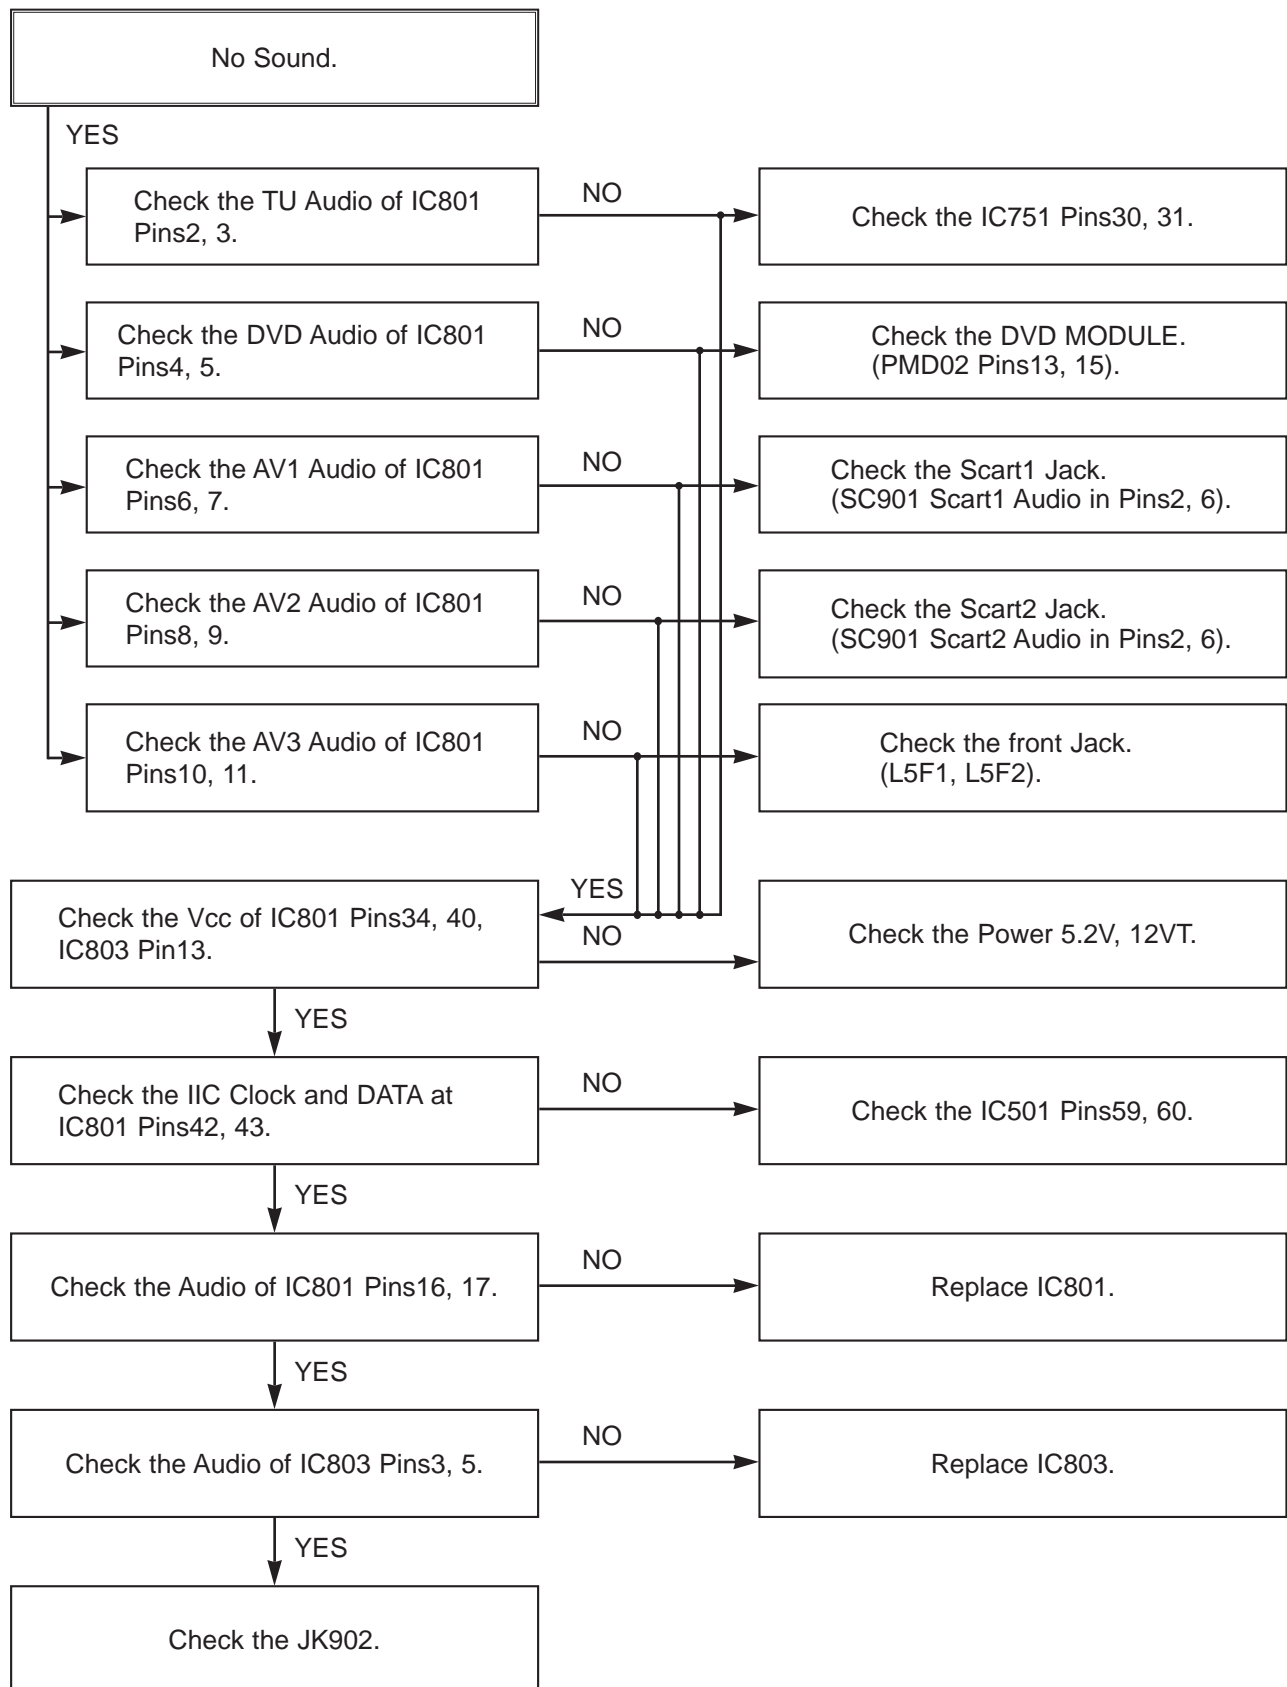 No Sound.
YES
Check the TU Audio of IC801
Pins2, 3.
NO
Check the IC751 Pins30, 31.
Check the DVD Audio of IC801
Pins4, 5.
NO
Check the DVD MODULE.
(PMD02 Pins13, 15).
Check the AV1 Audio of IC801
Pins6, 7.
NO
Check the Scart1 Jack.
(SC901 Scart1 Audio in Pins2, 6).
Check the AV2 Audio of IC801
Pins8, 9.
NO
Check the Scart2 Jack.
(SC901 Scart2 Audio in Pins2, 6).
Check the AV3 Audio of IC801
Pins10, 11.
NO
Check the front Jack.
(L5F1, L5F2).
Check the Vcc of IC801 Pins34, 40,
IC803 Pin13.
YES
NO
Check the Power 5.2V, 12VT.
YES
Check the IIC Clock and DATA at
IC801 Pins42, 43.
NO
Check the IC501 Pins59, 60.
YES
Check the Audio of IC801 Pins16, 17.
NO
Replace IC801.
YES
Check the Audio of IC803 Pins3, 5.
NO
Replace IC803.
YES
Check the JK902.